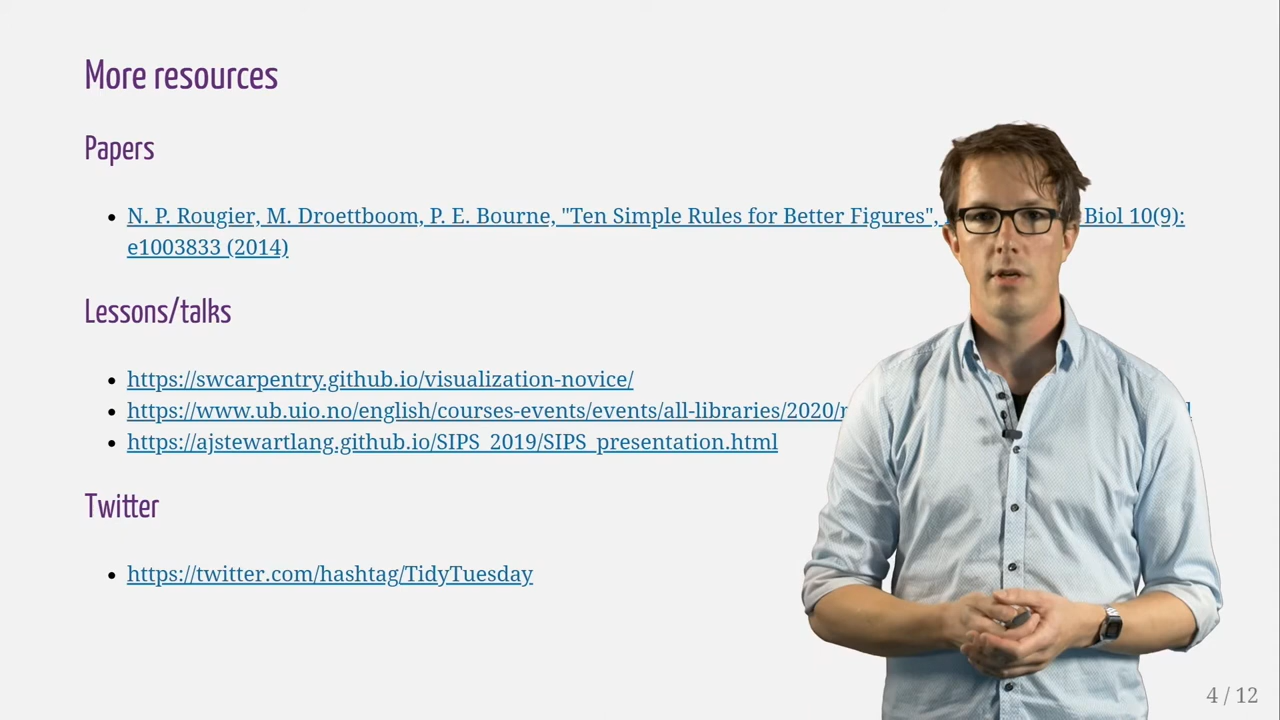 More resources
Papers
N. P. Rougier, M. Droettboom, P. E. Bourne, "Ten Simple Rules for Better Figures", Biol 10(9):
e1003833 (2014)
Lessons/talks
https://swcarpentry.github.io/visualization-novice/
https://www.ub.uio.no/english/courses-events/events/all-libraries/2020/
https://ajstewartlang.github.io/SIPS_2019/SIPS_presentation.html
Twitter
https://twitter.com/hashtag/TidyTuesday
4 / 12